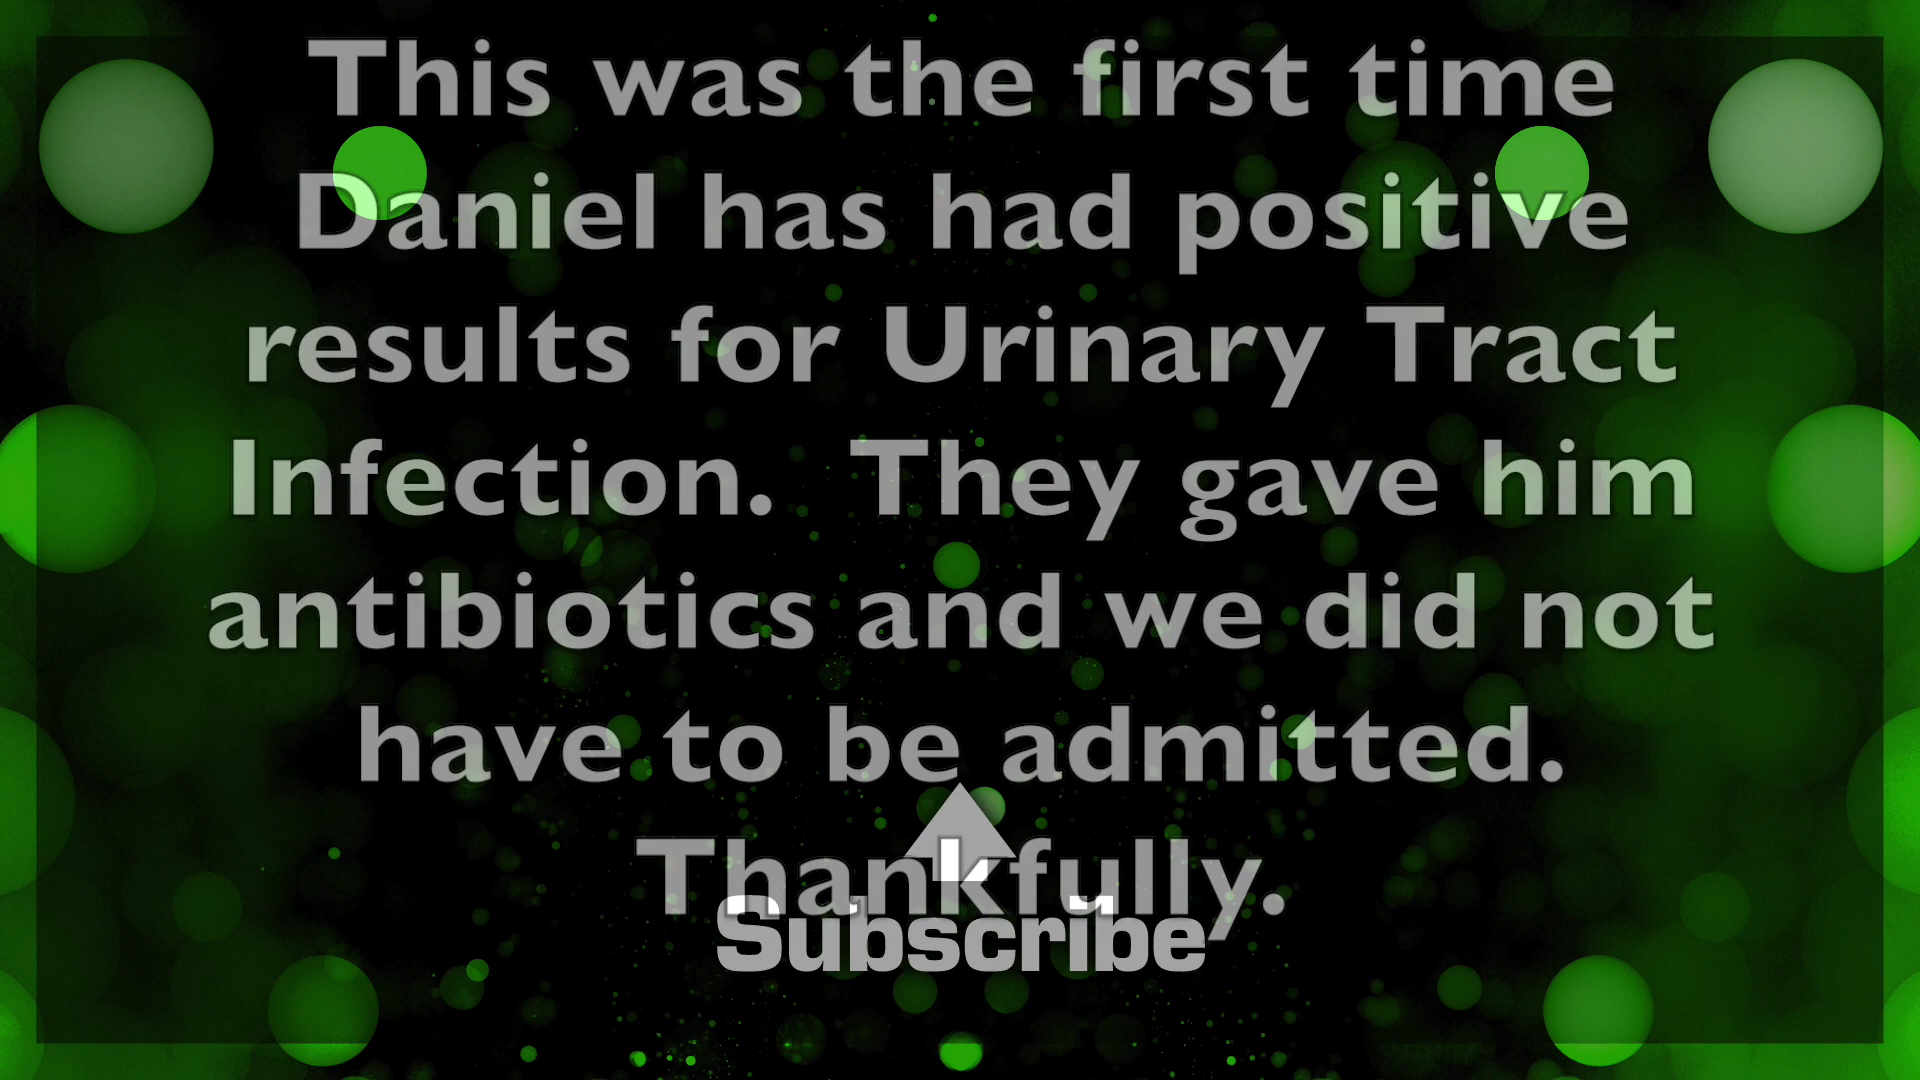 This was the first time
Daniel has had positive
results for Urinary Tract
Infection.  They gave him
antibiotics and we did not
have to be admitted.
Thankfully.
Subscribe